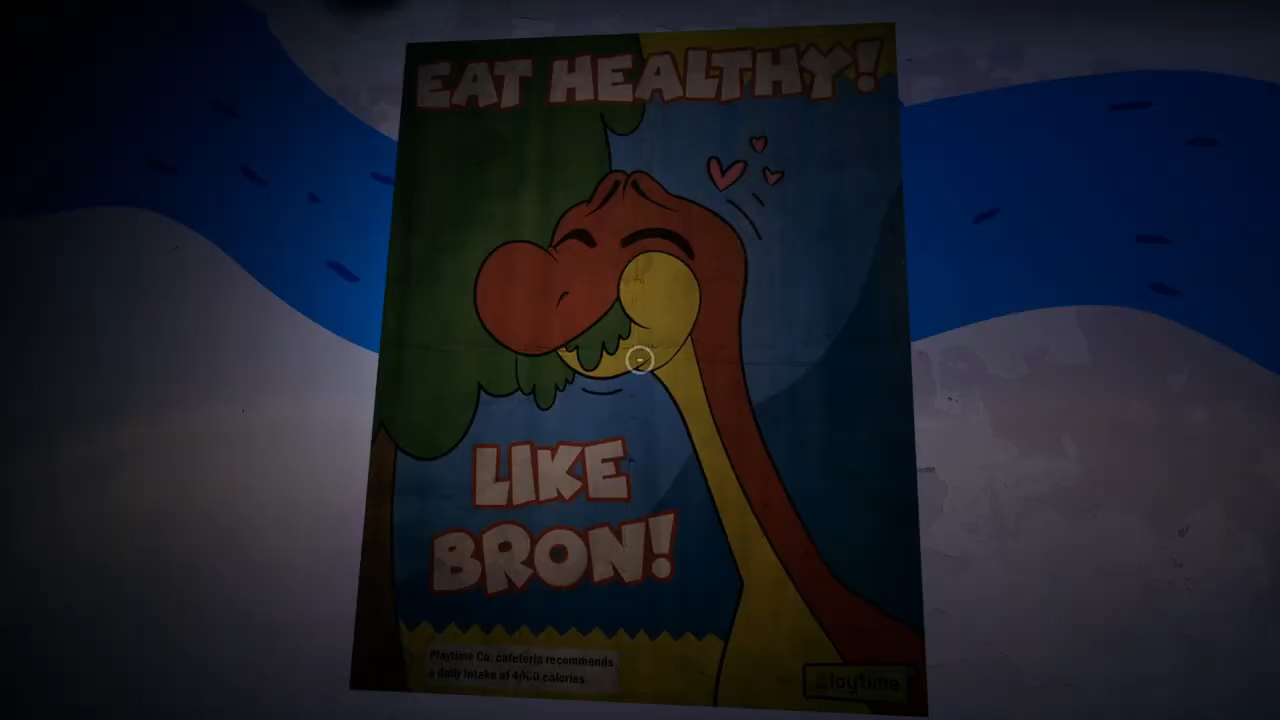 EAT HEALTHY!
LIKE
BRON!
Playtime Co. cafeteria recommends
a daily intake of calories.
Playtime